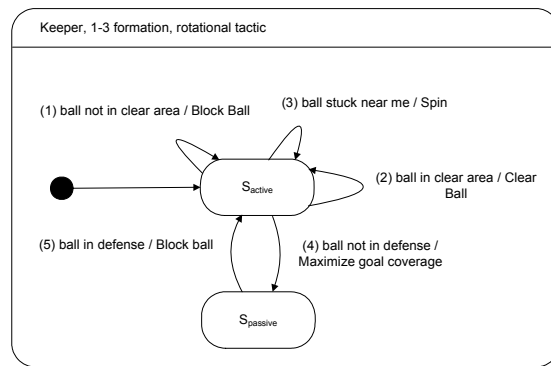 Keeper, 1-3 formation, rotational tactic
(1) ball not in clear area / Block Ball
(3) ball stuck near me / Spin
(2) ball in clear area / Clear
Ball
Sactive
(5) ball in defense / Block ball
(4) ball not in defense /
Maximize goal coverage
Spassive